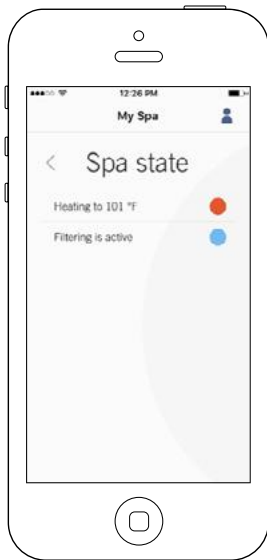 12:26 PM
My Spa
Spa state
Heating to 101 °F
Filtering is active